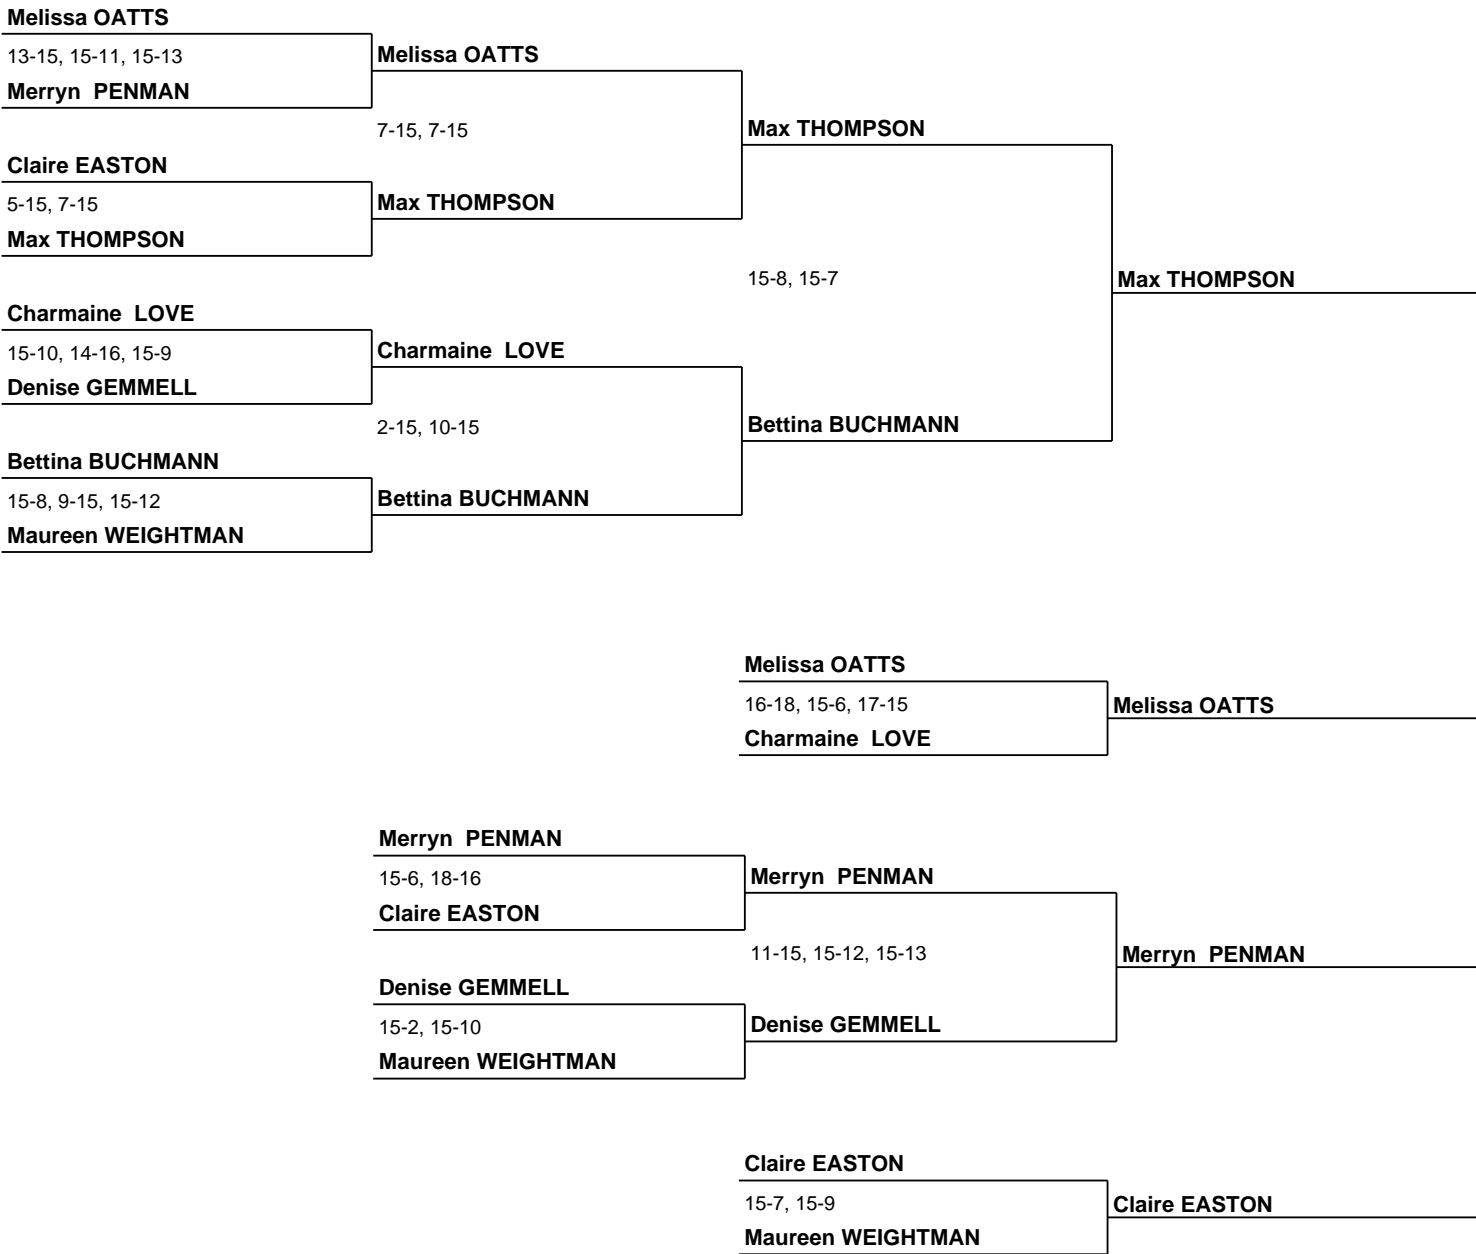 Melissa OATTS
13-15, 15-11, 15-13
Melissa OATTS
Merryn  PENMAN
7-15, 7-15
Max THOMPSON
Claire EASTON
5-15, 7-15
Max THOMPSON
Max THOMPSON
15-8, 15-7
Max THOMPSON
Charmaine  LOVE
15-10, 14-16, 15-9
Charmaine  LOVE
Denise GEMMELL
2-15, 10-15
Bettina BUCHMANN
Bettina BUCHMANN
15-8, 9-15, 15-12
Bettina BUCHMANN
Maureen WEIGHTMAN
Melissa OATTS
16-18, 15-6, 17-15
Melissa OATTS
Charmaine  LOVE
Merryn  PENMAN
15-6, 18-16
Merryn  PENMAN
Claire EASTON
11-15, 15-12, 15-13
Merryn  PENMAN
Denise GEMMELL
15-2, 15-10
Denise GEMMELL
Maureen WEIGHTMAN
Claire EASTON
15-7, 15-9
Claire EASTON
Maureen WEIGHTMAN